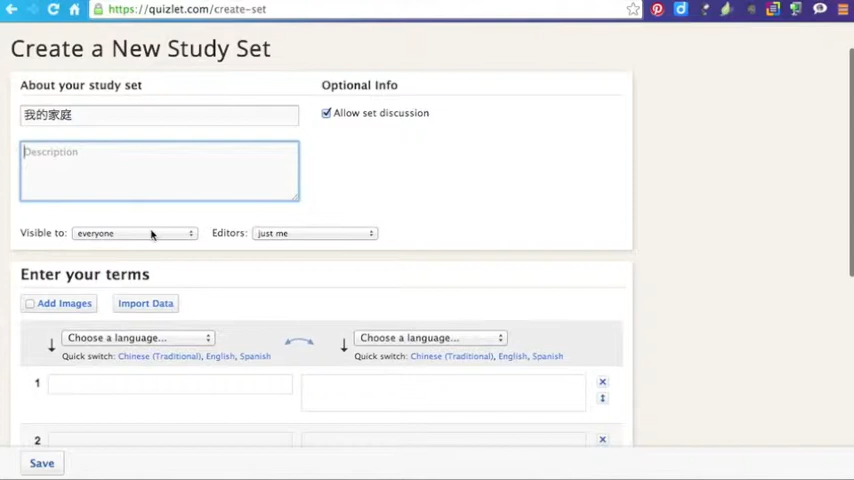 https://quizlet.com/create-set
Create a New Study Set
About your study set
Optional Info
我的家庭
Allow set discussion
Description
Visible to: everyone Editors: just me
Enter your terms
Add Images Import Data
Choose a language... Choose a language...
Quick switch: Chinese (Traditional), English, Spanish Quick switch: Chinese (Traditional), English, Spanish
1
2
Save